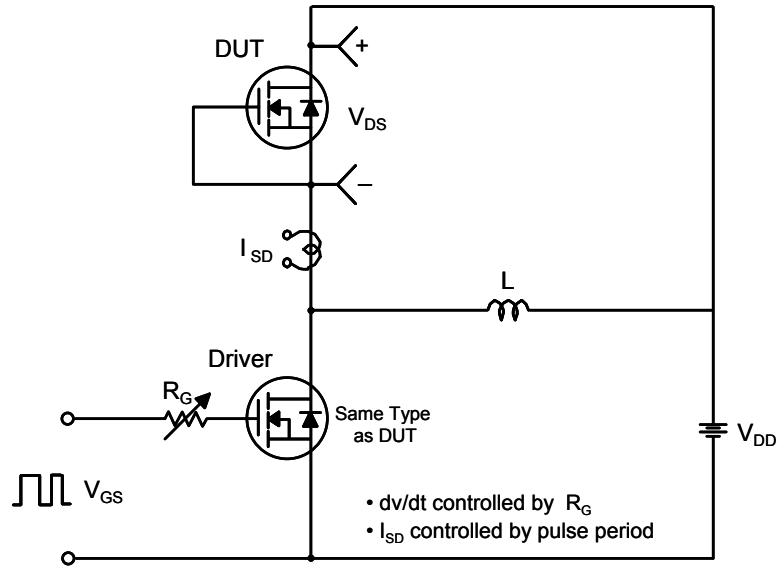 DUT
+
V_DS
–
I_SD
L
Driver
R_G
Same Type
as DUT
V_DD
V_GS
• dv/dt controlled by R_G
• I_SD controlled by pulse period